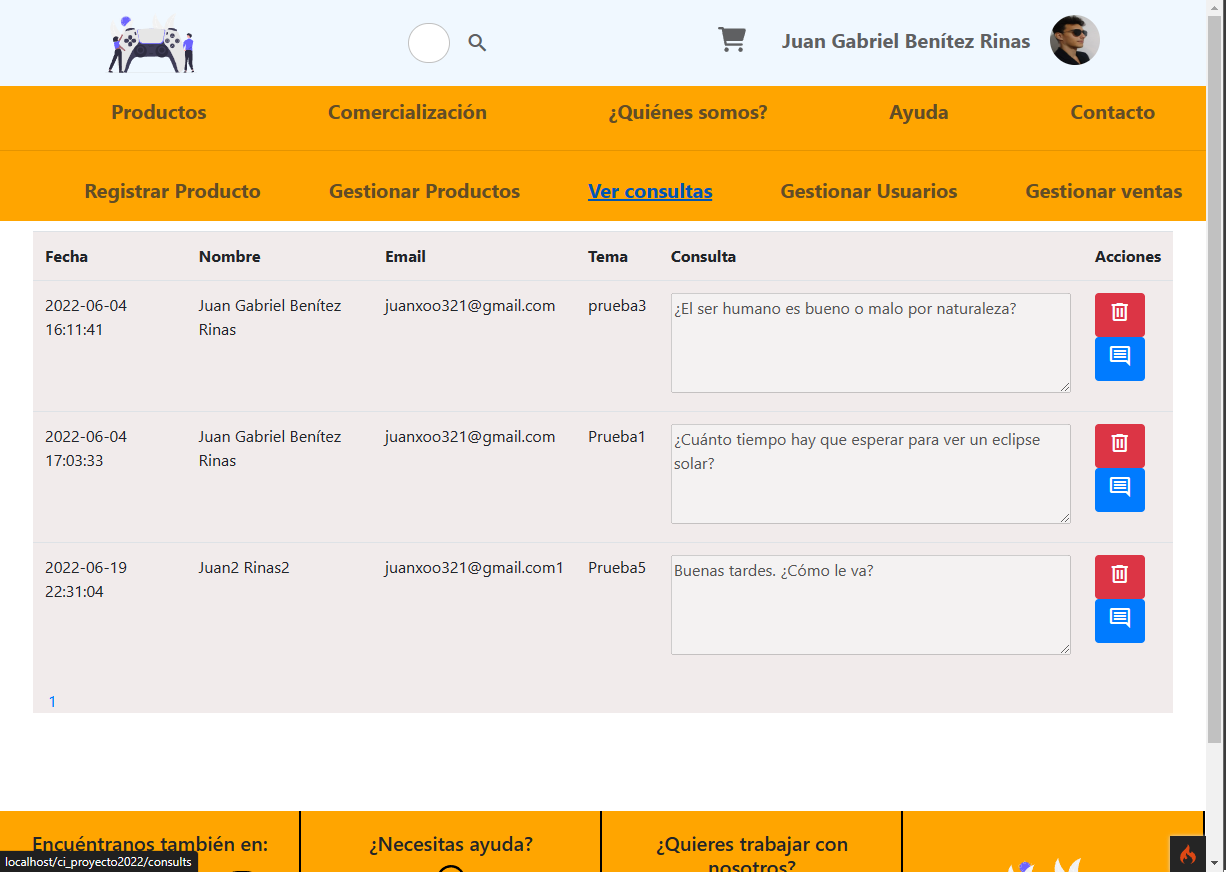 Juan Gabriel Benítez Rinas
Productos
Comercialización
¿Quiénes somos?
Ayuda
Contacto
Registrar Producto
Gestionar Productos
Ver consultas
Gestionar Usuarios
Gestionar ventas
Fecha Nombre Email Tema Consulta Acciones
2022-06-04 Juan Gabriel Benítez juanxoo321@gmail.com prueba3 ¿El ser humano es bueno o malo por naturaleza?
16:11:41 Rinas
2022-06-04 Juan Gabriel Benítez juanxoo321@gmail.com Prueba1 ¿Cuánto tiempo hay que esperar para ver un eclipse
17:03:33 Rinas solar?
2022-06-19 Juan2 Rinas2 juanxoo321@gmail.com1 Prueba5 Buenas tardes. ¿Cómo le va?
22:31:04
1
Encuéntranos también en:
¿Necesitas ayuda?
¿Quieres trabajar con
nosotros?
localhost/ci_proyecto2022/consults